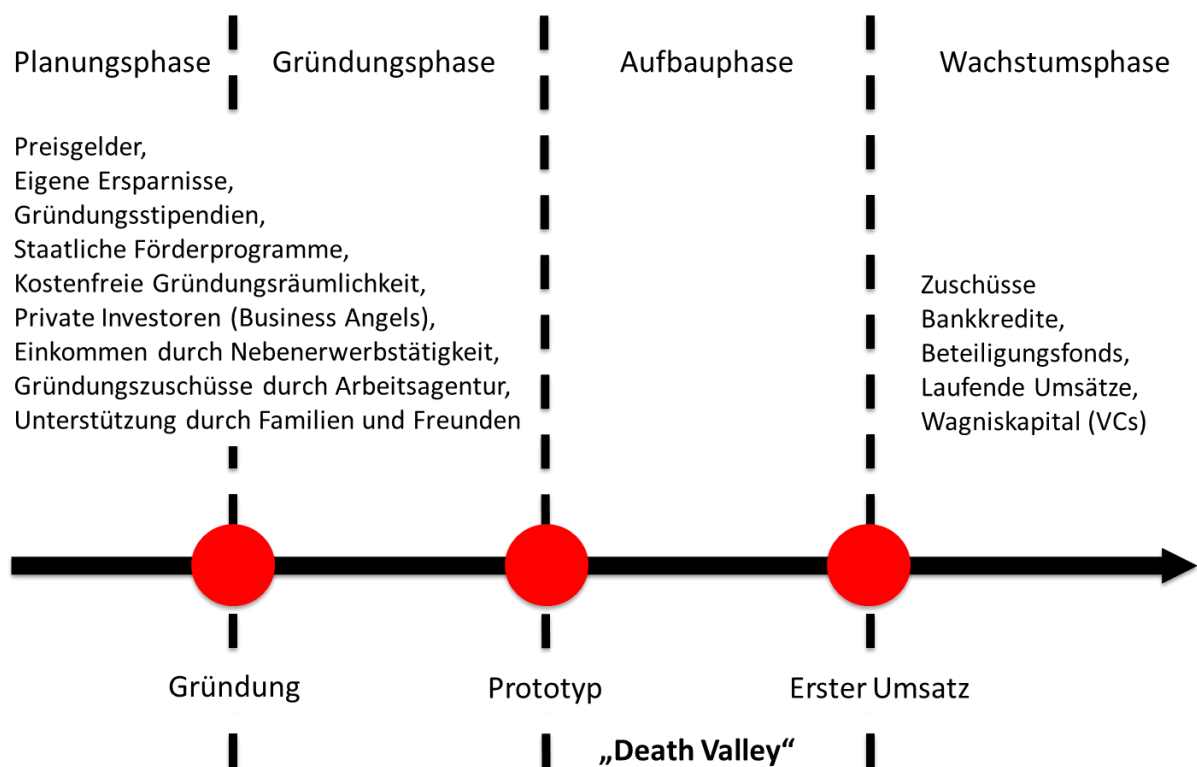 Planungsphase
Gründungsphase
Aufbauphase
Wachstumsphase
Preisgelder,
Eigene Ersparnisse,
Gründungsstipendien,
Staatliche Förderprogramme,
Kostenfreie Gründungsräumlichkeit,
Private Investoren (Business Angels),
Einkommen durch Nebenerwerbstätigkeit,
Gründungszuschüsse durch Arbeitsagentur,
Unterstützung durch Familien und Freunden
Zuschüsse
Bankkredite,
Beteiligungsfonds,
Laufende Umsätze,
Wagniskapital (VCs)
Gründung
Prototyp
Erster Umsatz
„Death Valley“